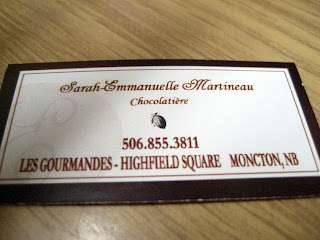 Sarah-Emmanuelle Martineau
Chocolatière
506.855.3811
LES GOURMANDES - HIGHFIELD SQUARE MONCTON, NB